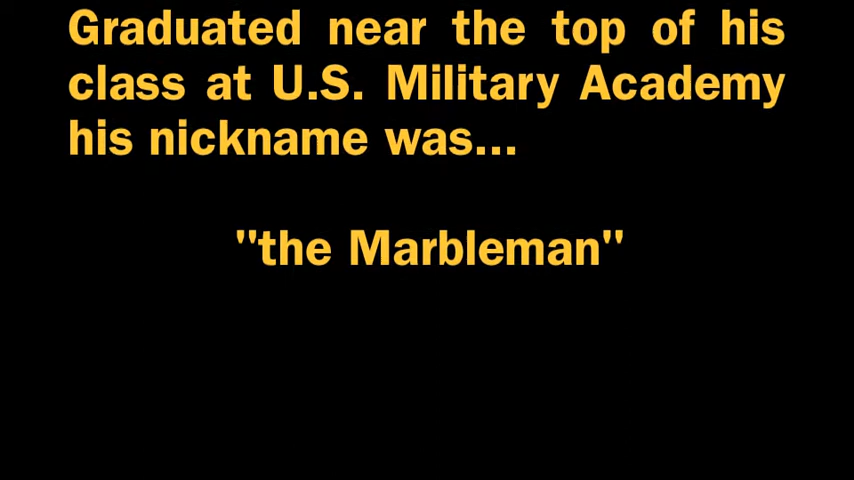 Graduated near the top of his
class at U.S. Military Academy
his nickname was...
"the Marbleman"